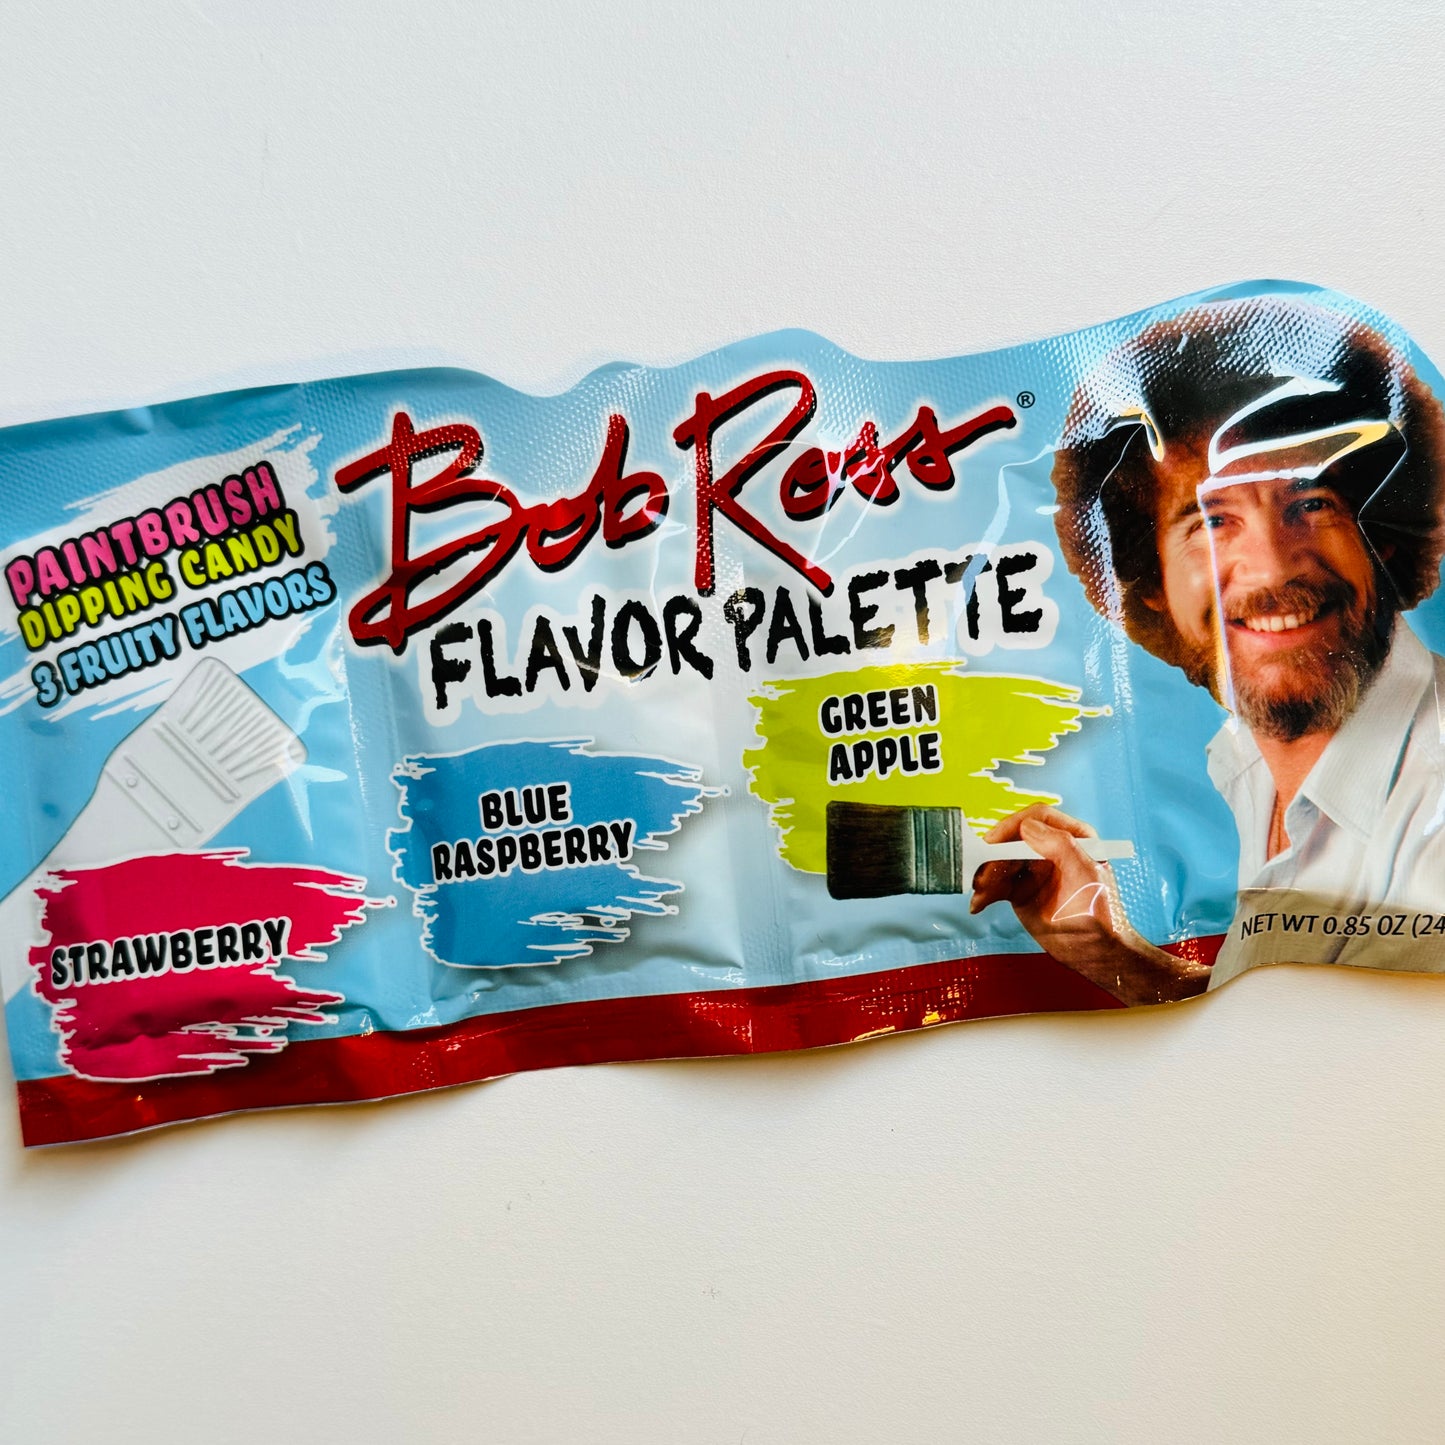 PAINTBRUSH
DIPPING CANDY
3 FRUITY FLAVORS
Bob Ross®
FLAVOR PALETTE
GREEN
APPLE
BLUE
RASPBERRY
STRAWBERRY
NET WT 0.85 OZ (24